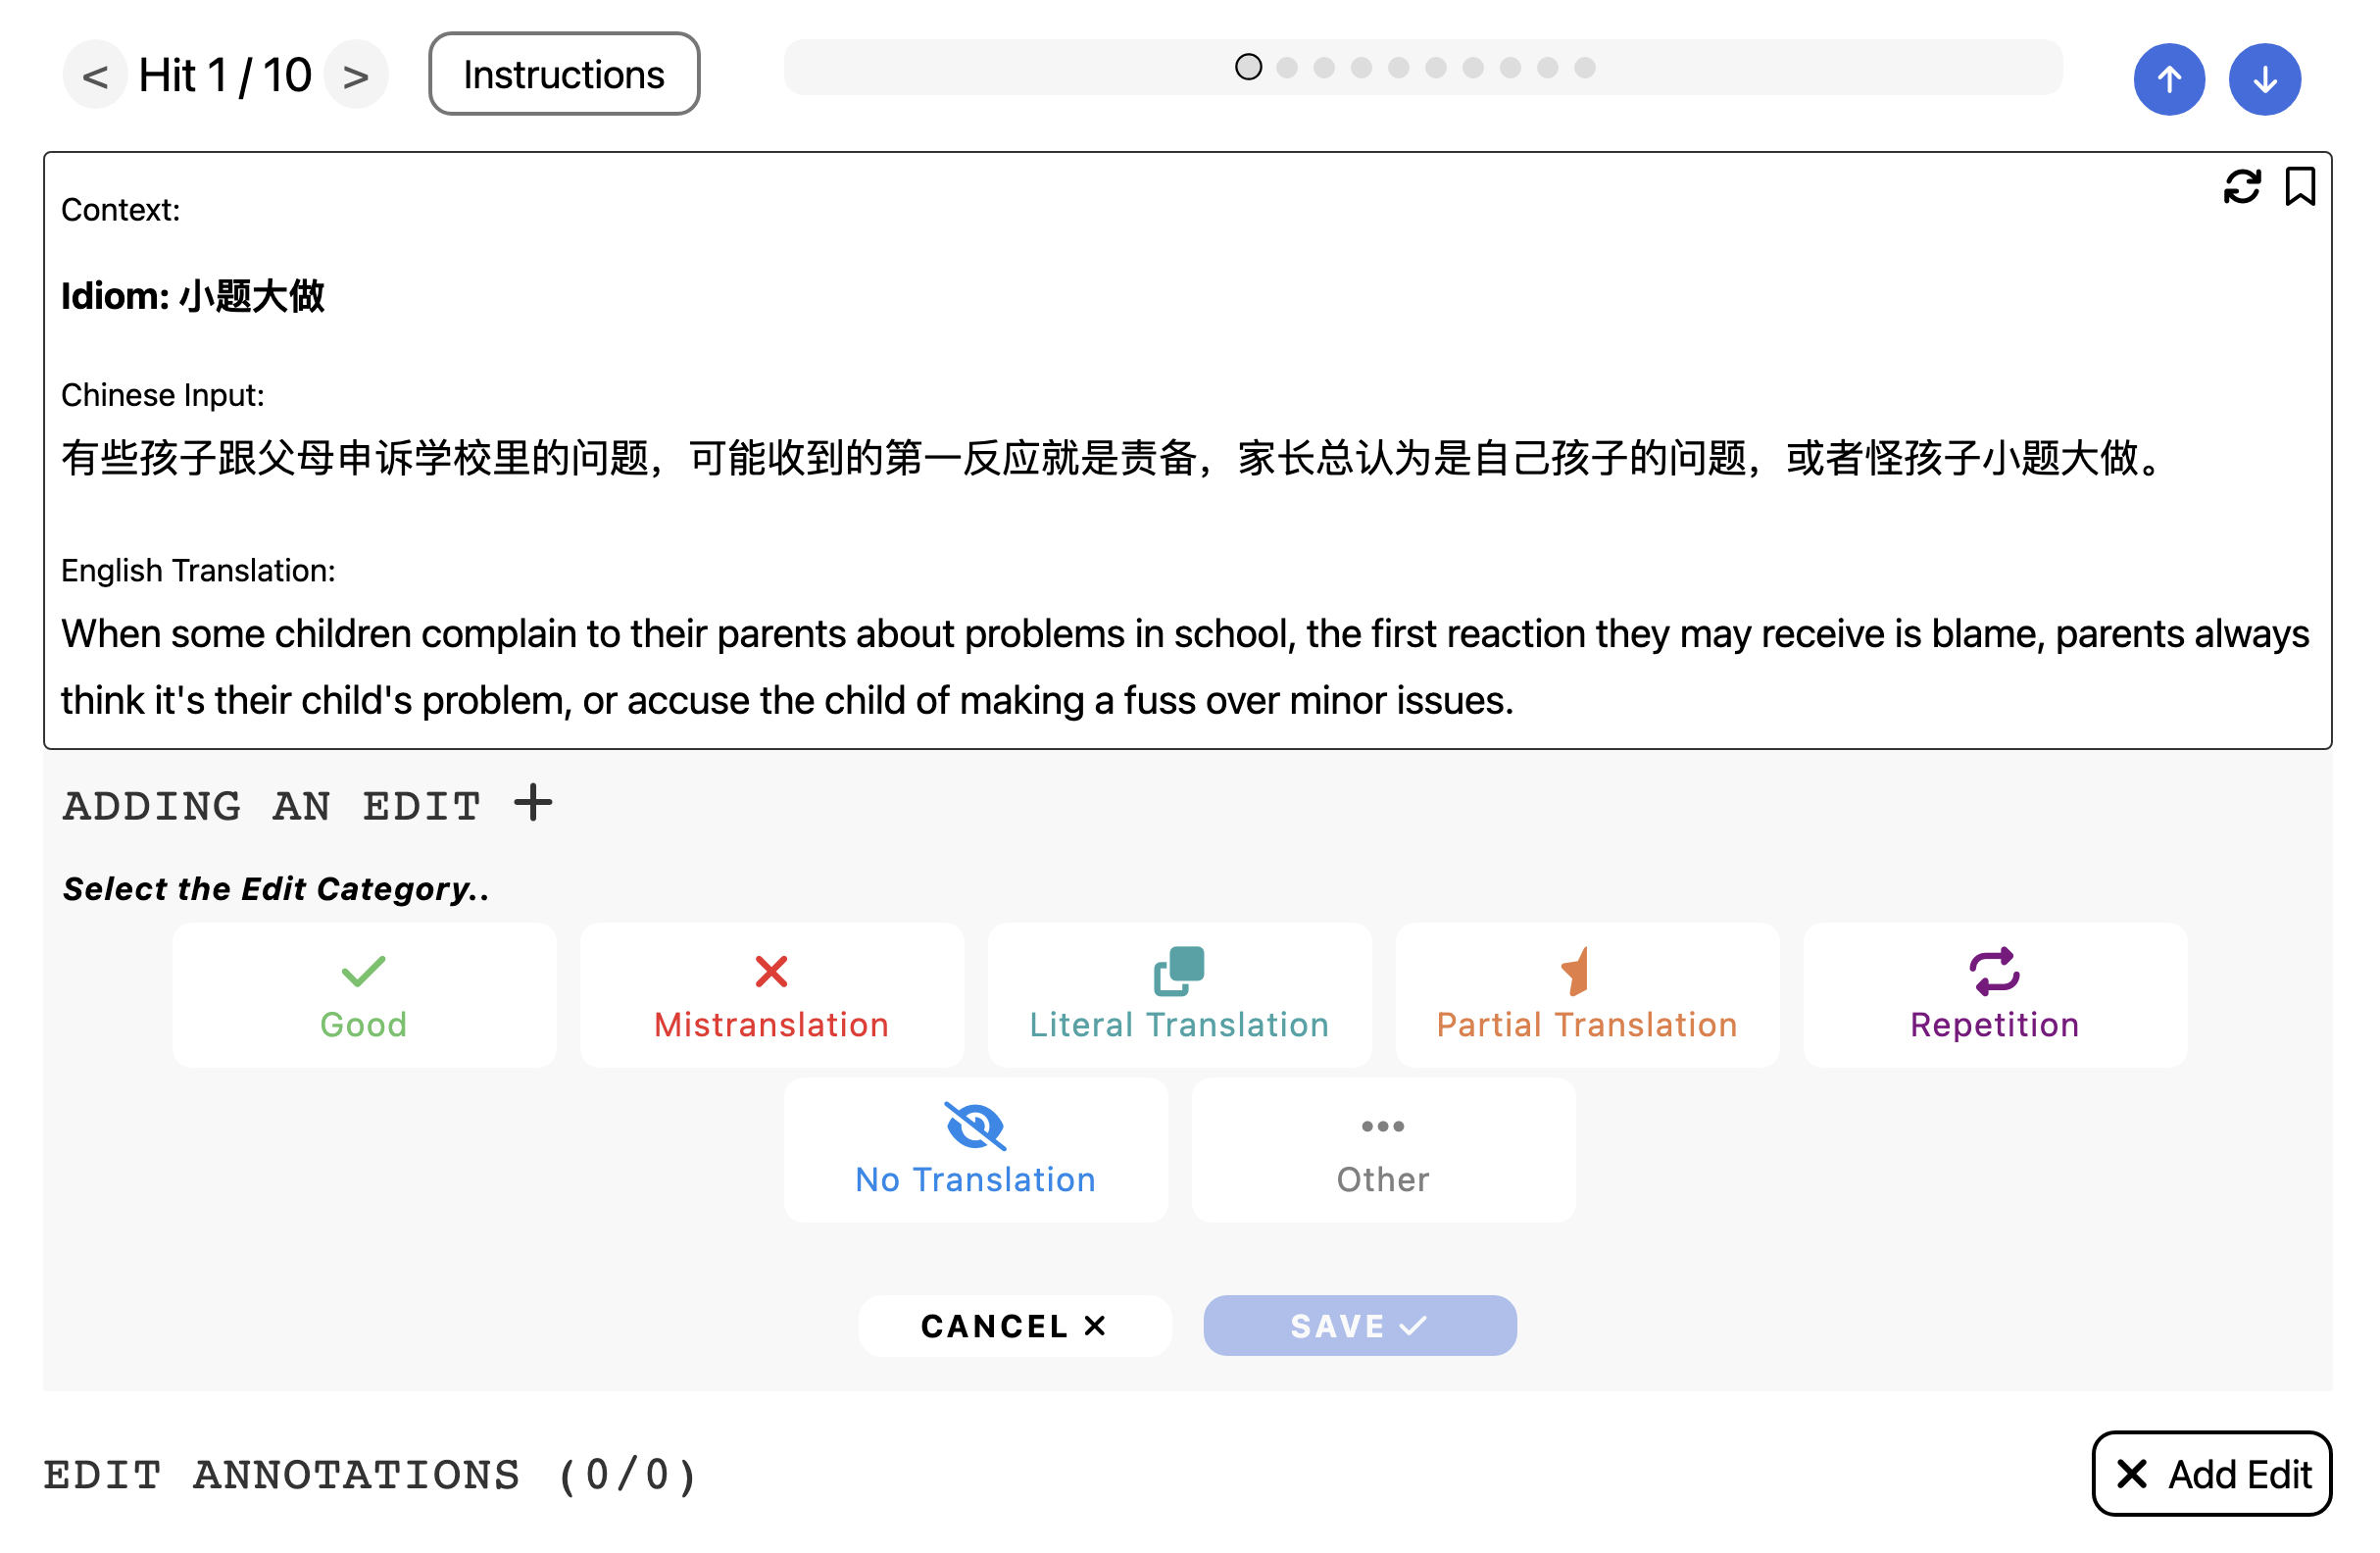 < Hit 1 / 10 > Instructions
Context:
Idiom: 小题大做
Chinese Input:
有些孩子跟父母申诉学校里的问题，可能收到的第一反应就是责备，家长总认为是自己孩子的问题，或者怪孩子小题大做。
English Translation:
When some children complain to their parents about problems in school, the first reaction they may receive is blame, parents always
think it's their child's problem, or accuse the child of making a fuss over minor issues.
ADDING AN EDIT
Select the Edit Category..
Good Mistranslation Literal Translation Partial Translation Repetition
No Translation Other
CANCEL SAVE
EDIT ANNOTATIONS (0/0) Add Edit